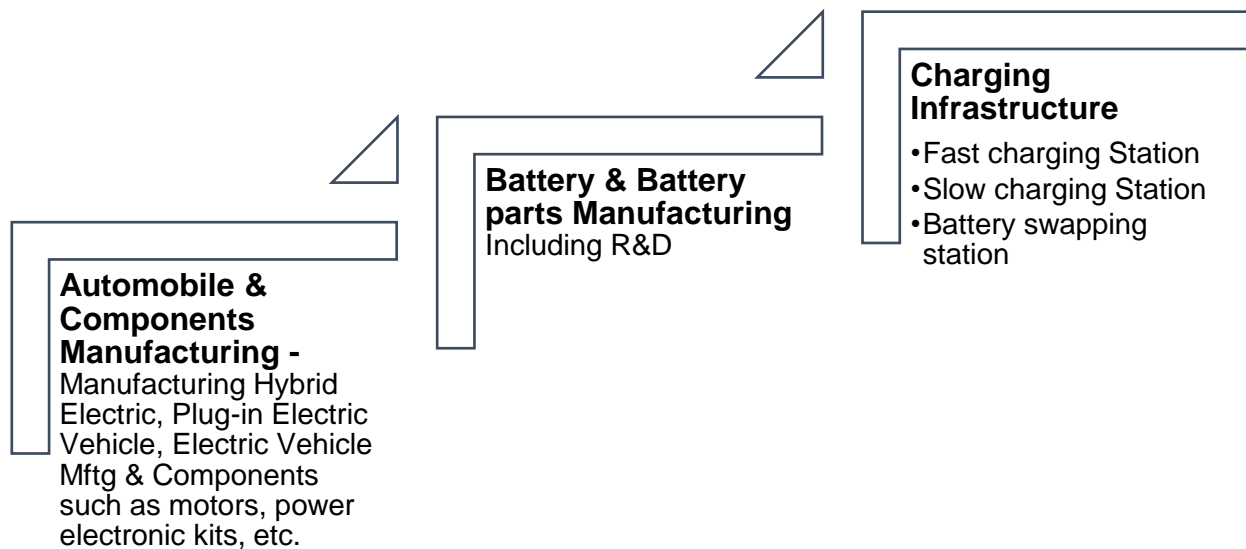 Automobile &
Components
Manufacturing -
Manufacturing Hybrid
Electric, Plug-in Electric
Vehicle, Electric Vehicle
Mftg & Components
such as motors, power
electronic kits, etc.
Battery & Battery
parts Manufacturing
Including R&D
Charging
Infrastructure
•Fast charging Station
•Slow charging Station
•Battery swapping
station